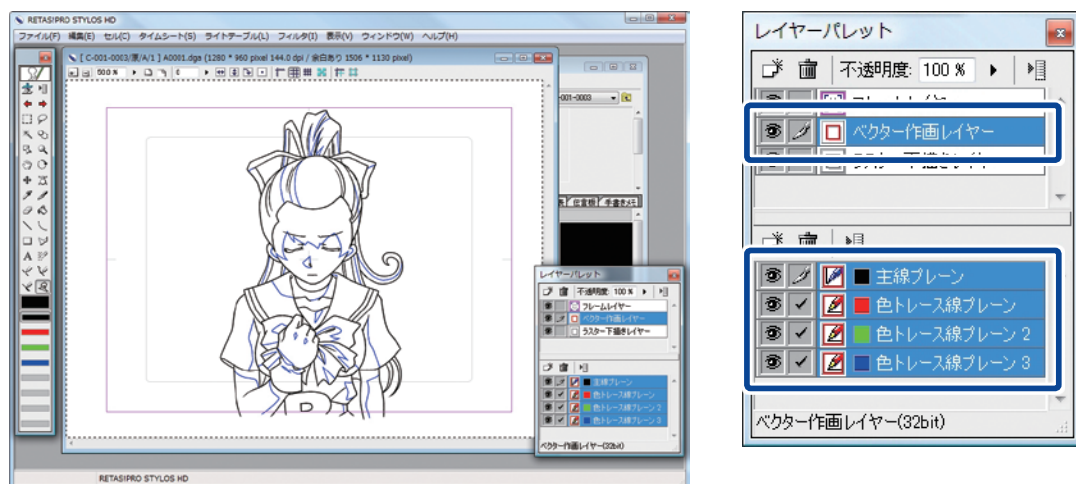 RETAS!PRO STYLOS HD
ファイル(F) 編集(E) セル(C) タイムシート(S) ライトテーブル(L) フィルタ(I) 表示(V) ウィンドウ(W) ヘルプ(H)
[ C-001-0003/原/A/1 ] A0001.dga (1280 * 960 pixel 144.0 dpi / 余白あり 1506 * 1130 pixel)
-001-0003
伝言板 手書きメモ
レイヤーパレット
不透明度: 100 %
フレームレイヤー
ベクター作画レイヤー
ラスター下描きレイヤー
主線プレーン
色トレース線プレーン
色トレース線プレーン 2
色トレース線プレーン 3
ベクター作画レイヤー(32bit)
RETAS!PRO STYLOS HD
レイヤーパレット
不透明度: 100 %
ベクター作画レイヤー
主線プレーン
色トレース線プレーン
色トレース線プレーン 2
色トレース線プレーン 3
ベクター作画レイヤー(32bit)